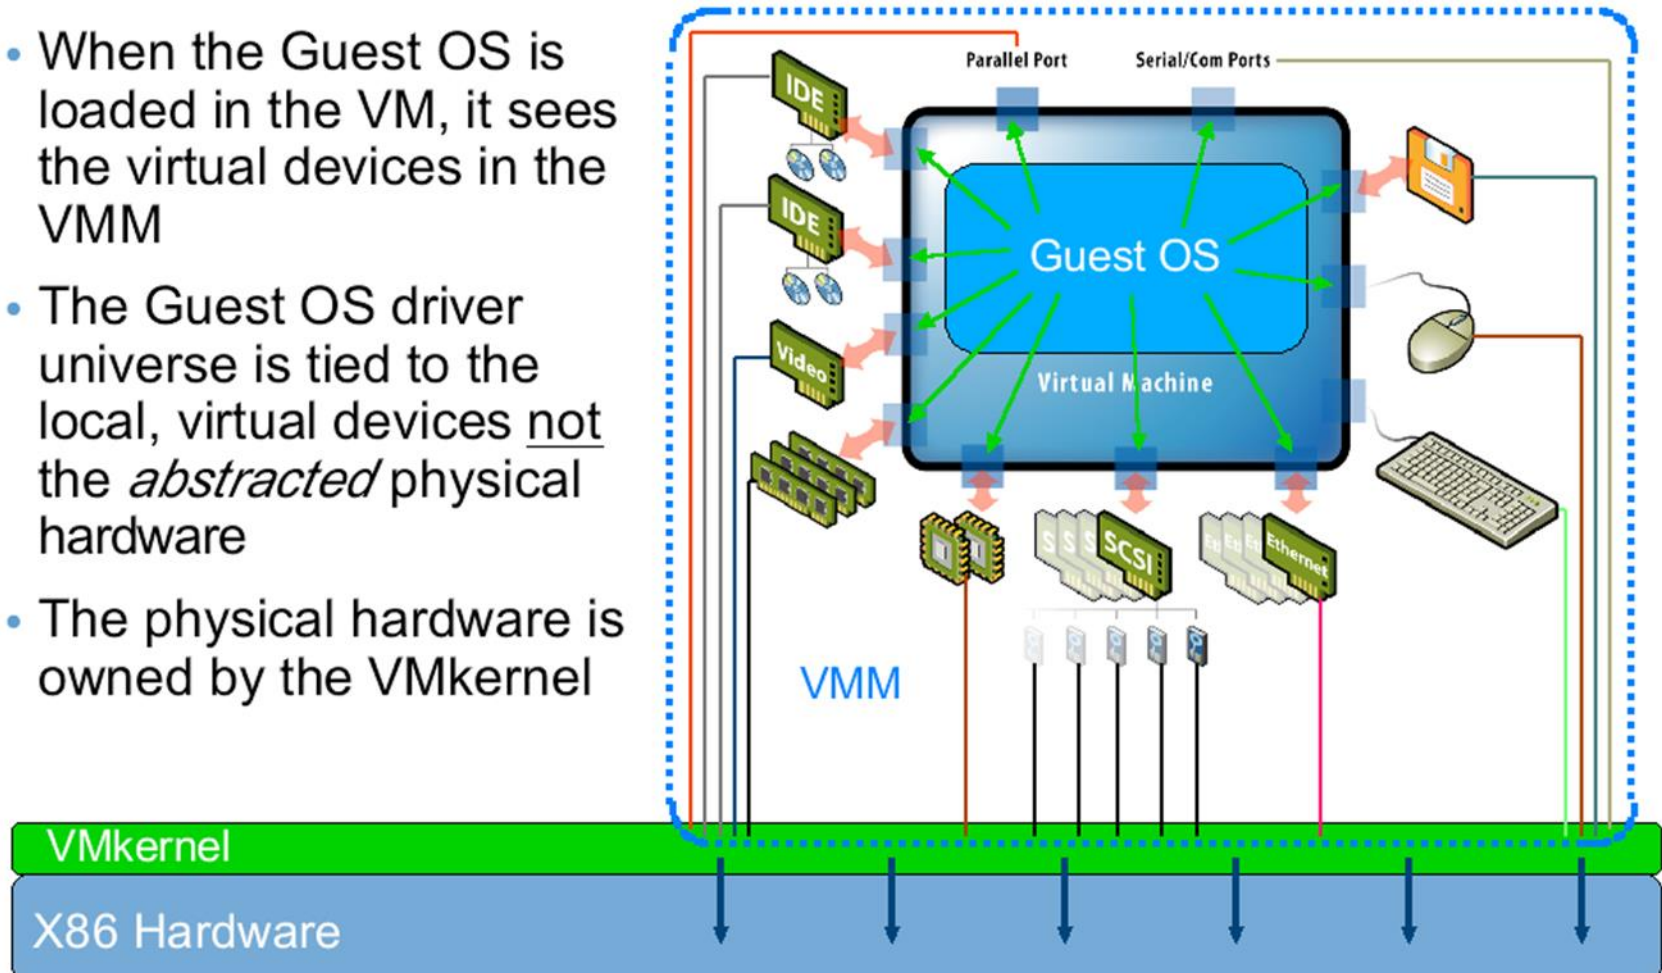 • When the Guest OS is
loaded in the VM, it sees
the virtual devices in the
VMM
• The Guest OS driver
universe is tied to the
local, virtual devices not
the abstracted physical
hardware
• The physical hardware is
owned by the VMkernel
Parallel Port
Serial/Com Ports
IDE
IDE
Video
Guest OS
Virtual Machine
S S S SCSI
Et Et Et Ethernet
VMM
VMkernel
X86 Hardware